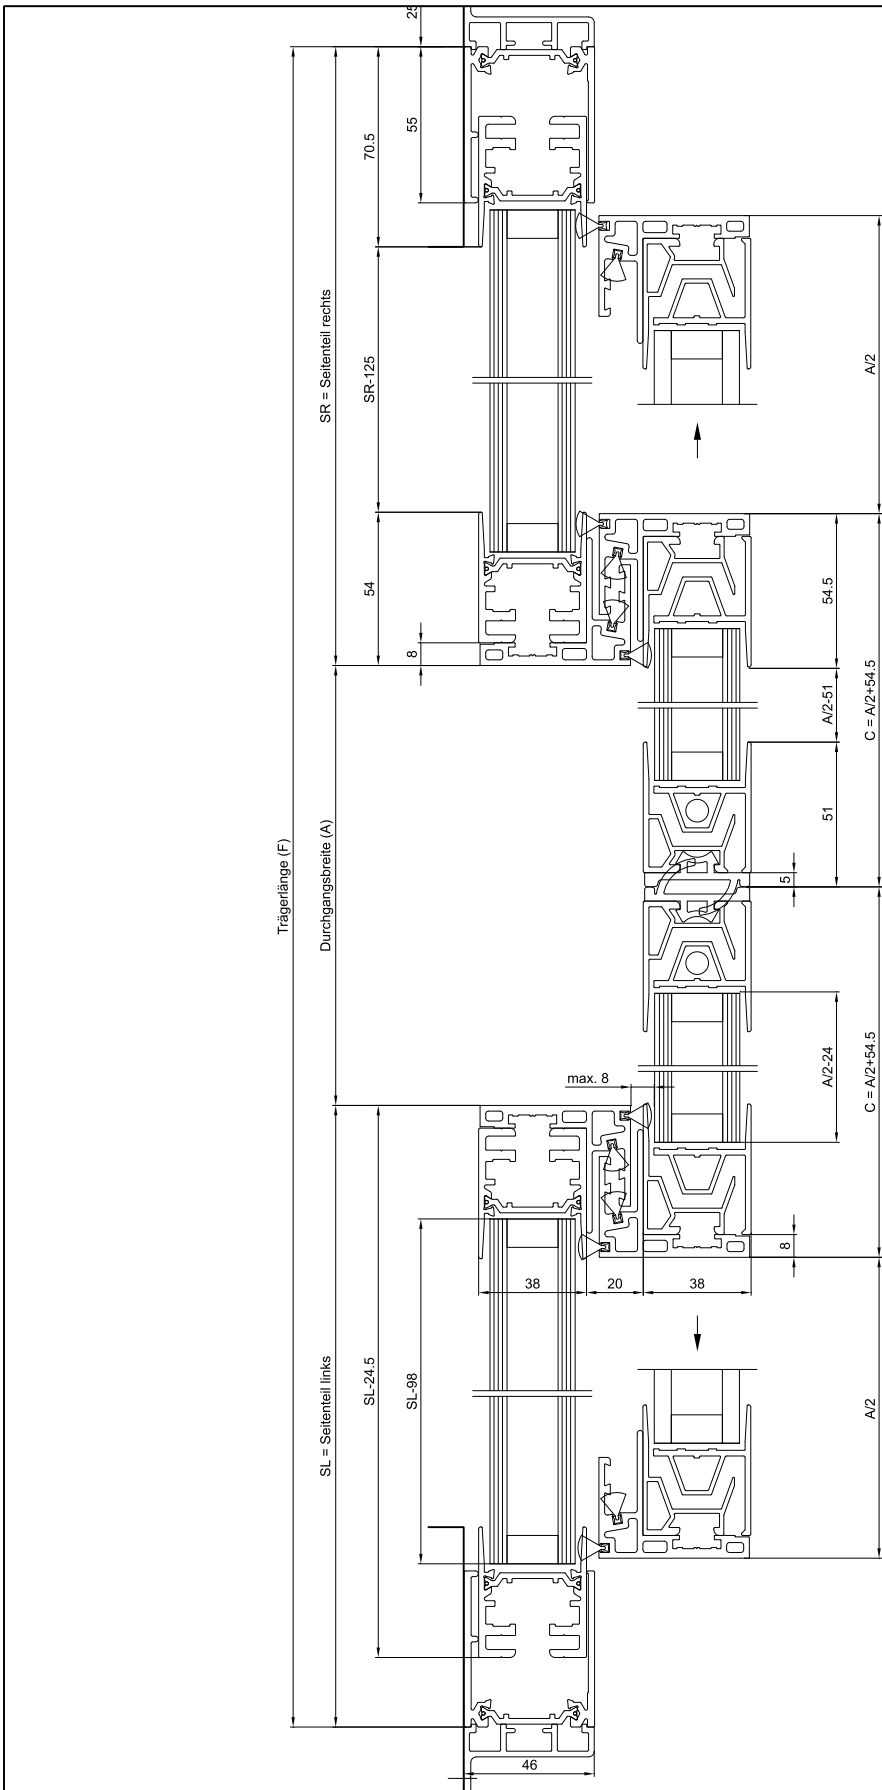 25
55
70.5
SR = Seitenteil rechts
SR-125
A/2
54
8
54.5
A/2-51
C = A/2+54.5
51
5
Trägerlänge (F)
Durchgangsbreite (A)
max. 8
A/2-24
C = A/2+54.5
8
38
20
38
SL = Seitenteil links
SL-24.5
SL-98
A/2
46